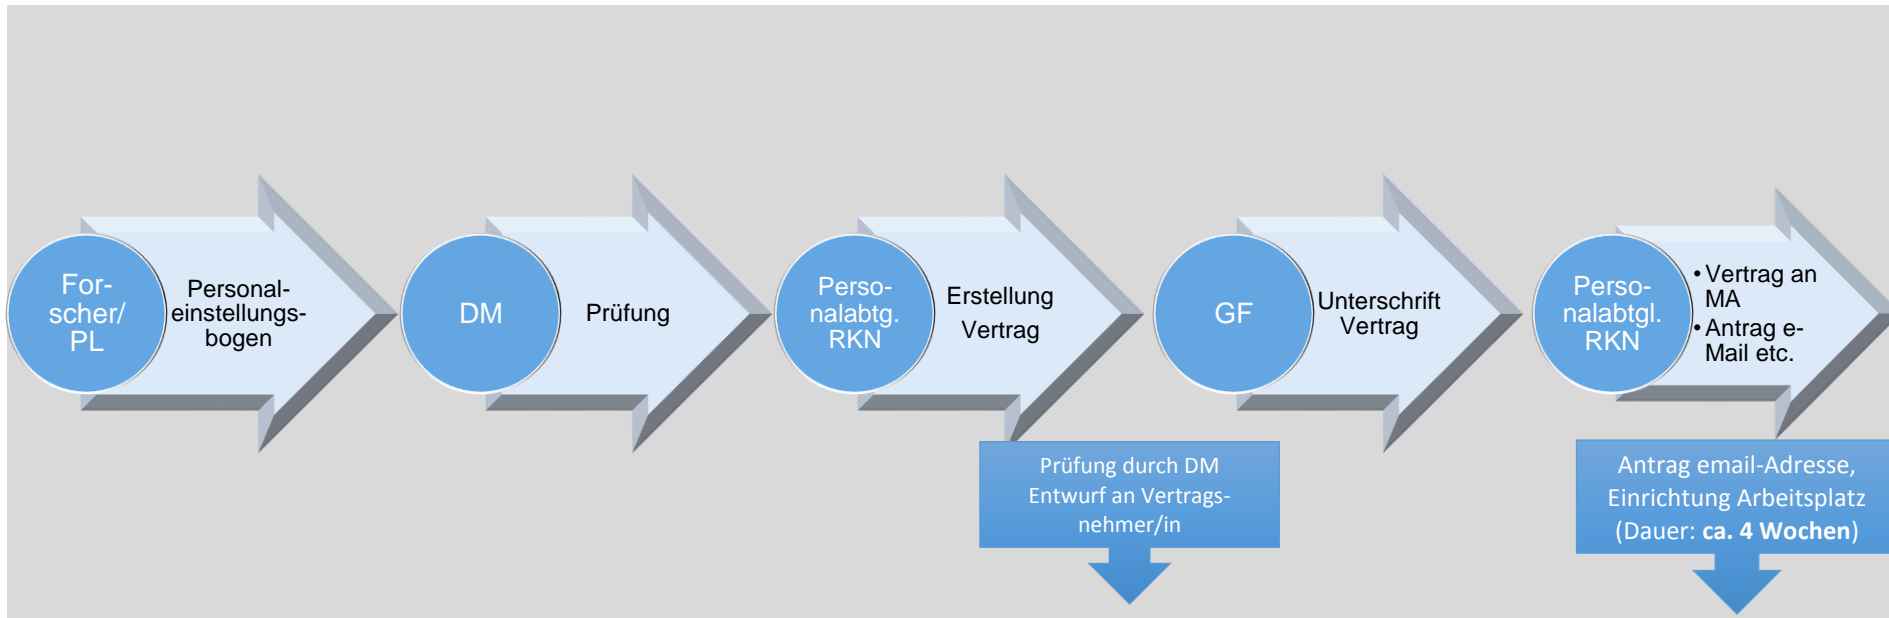 For-
scher/
PL
Personal-
einstellungs-
bogen
DM
Prüfung
Perso-
nalabtg.
RKN
Erstellung
Vertrag
GF
Unterschrift
Vertrag
Perso-
nalabtgl.
RKN
• Vertrag an
MA
• Antrag e-
Mail etc.
Prüfung durch DM
Entwurf an Vertrags-
nehmer/in
Antrag email-Adresse,
Einrichtung Arbeitsplatz
(Dauer: ca. 4 Wochen)